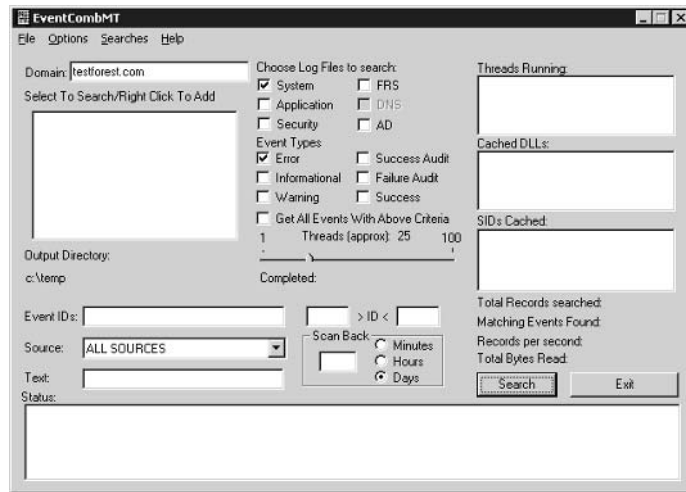 EventCombMT
File Options Searches Help
Domain: testforest.com
Select To Search/Right Click To Add
Output Directory:
c:\temp
Choose Log Files to search:
System FRS
Application DNS
Security AD
Event Types
Error Success Audit
Informational Failure Audit
Warning Success
Get All Events With Above Criteria
1 Threads (approx): 25 100
Completed:
Threads Running:
Cached DLLs:
SIDs Cached:
Total Records searched:
Matching Events Found:
Records per second:
Total Bytes Read:
Event IDs: > ID <
Source: ALL SOURCES
Text:
Scan Back
Minutes
Hours
Days
Search Exit
Status: